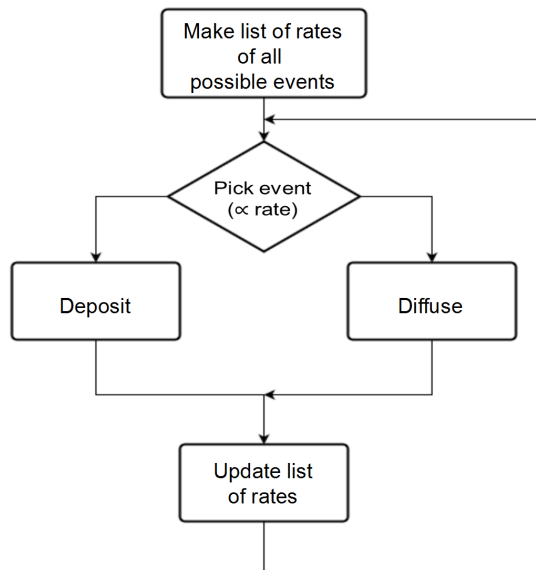 Make list of rates
of all
possible events
Pick event
(∝ rate)
Deposit
Diffuse
Update list
of rates